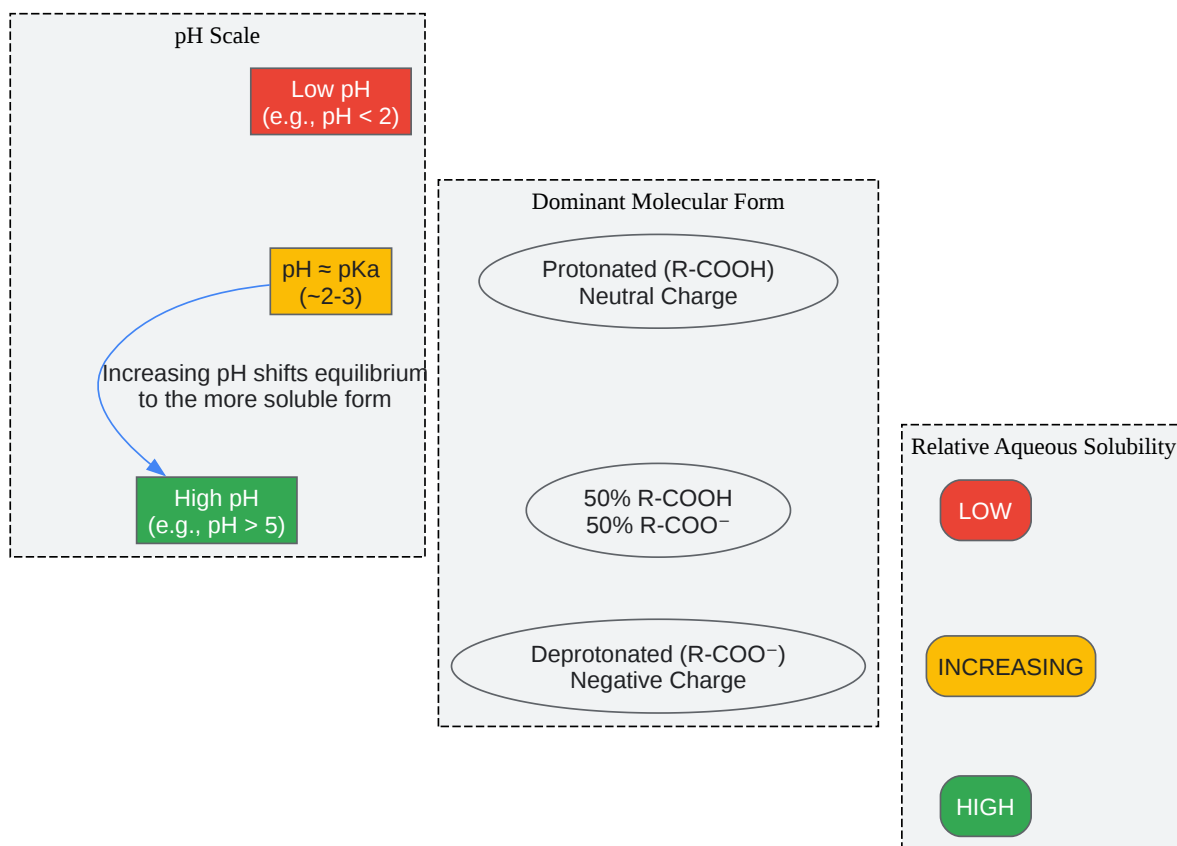 pH Scale
Low pH
(e.g., pH < 2)
pH ≈ pKa
(~2-3)
Increasing pH shifts equilibrium
to the more soluble form
High pH
(e.g., pH > 5)
Dominant Molecular Form
Protonated (R-COOH)
Neutral Charge
50% R-COOH
50% R-COO⁻
Deprotonated (R-COO⁻)
Negative Charge
Relative Aqueous Solubility
LOW
INCREASING
HIGH